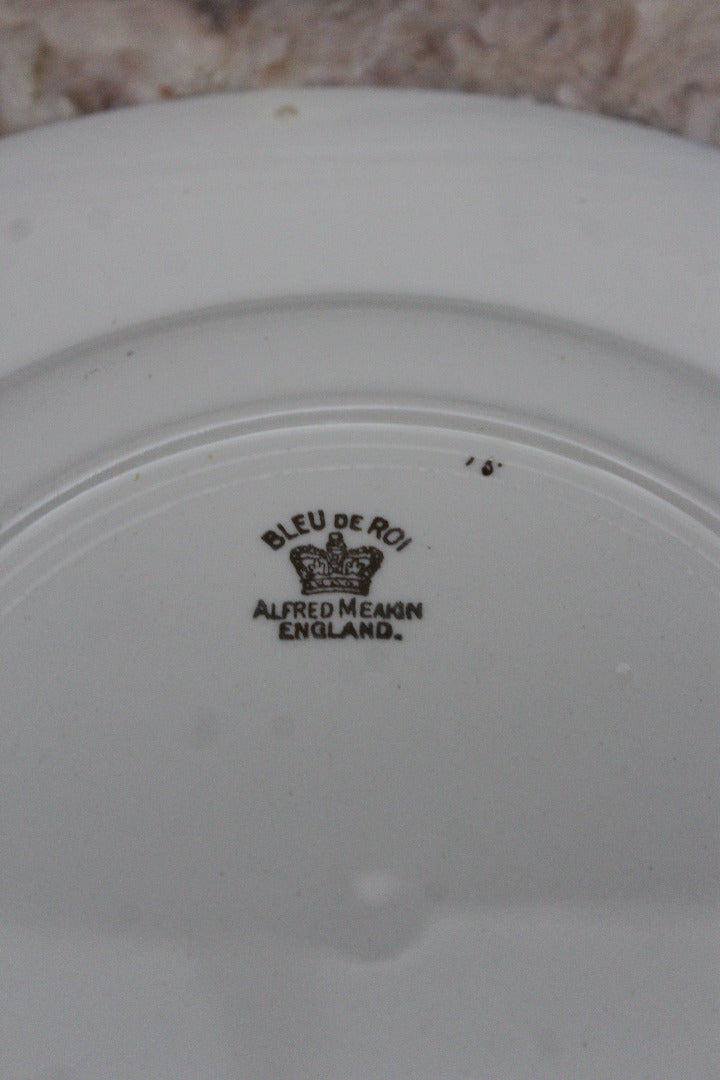 BLEU DE ROI
ALFRED MEAKIN
ENGLAND.